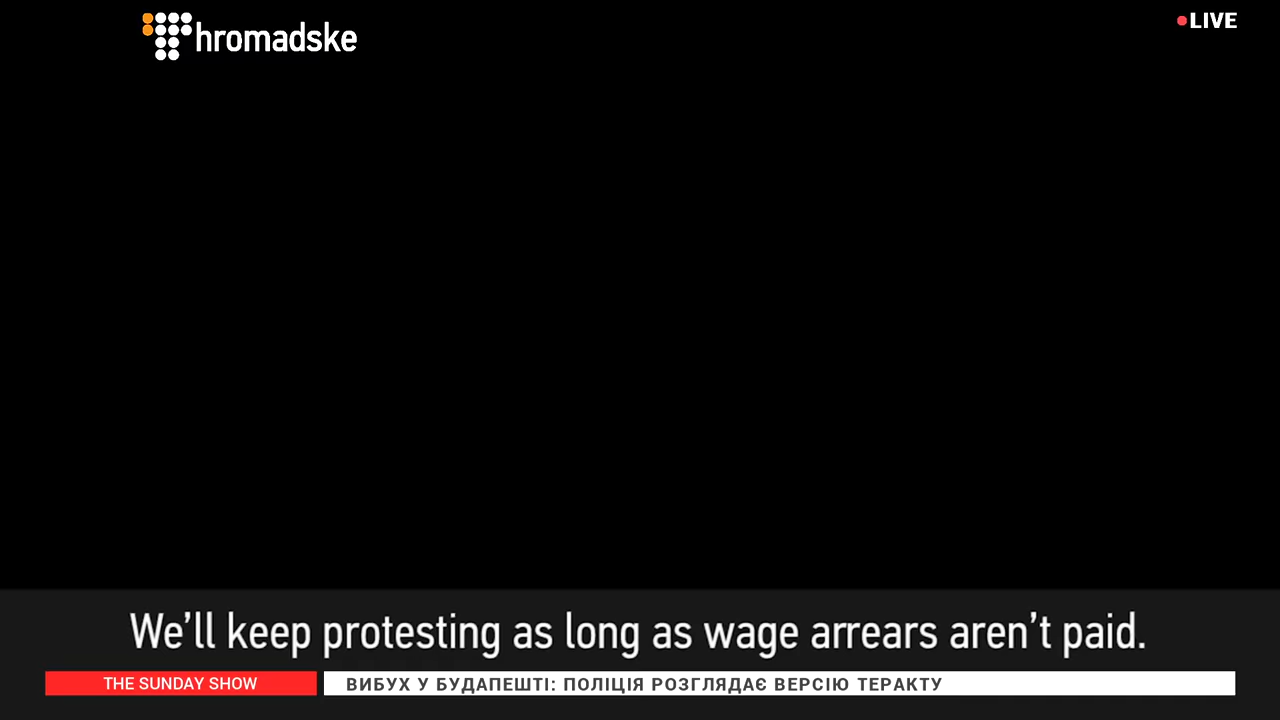 hromadske
LIVE
We'll keep protesting as long as wage arrears aren't paid.
THE SUNDAY SHOW
ВИБУХ У БУДАПЕШТІ: ПОЛІЦІЯ РОЗГЛЯДАЄ ВЕРСІЮ ТЕРАКТУ